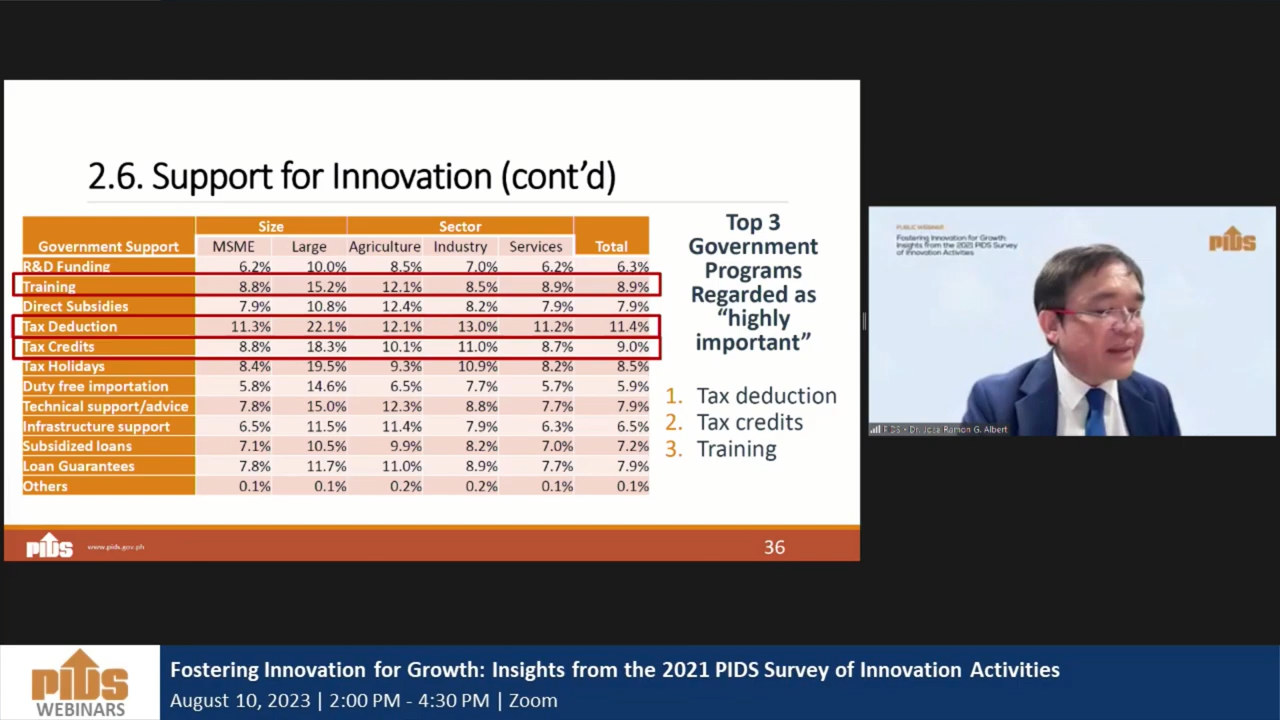 2.6. Support for Innovation (cont’d)
Size Sector
Government Support MSME Large Agriculture Industry Services Total
R&D Funding 6.2% 10.0% 8.5% 7.0% 6.2% 6.3%
Training 8.8% 15.2% 12.1% 8.5% 8.9% 8.9%
Direct Subsidies 7.9% 10.8% 12.4% 8.2% 7.9% 7.9%
Tax Deduction 11.3% 22.1% 12.1% 13.0% 11.2% 11.4%
Tax Credits 8.8% 18.3% 10.1% 11.0% 8.7% 9.0%
Tax Holidays 8.4% 19.5% 9.3% 10.9% 8.2% 8.5%
Duty free importation 5.8% 14.6% 6.5% 7.7% 5.7% 5.9%
Technical support/advice 7.8% 15.0% 12.3% 8.8% 7.7% 7.9%
Infrastructure support 6.5% 11.5% 11.4% 7.9% 6.3% 6.5%
Subsidized loans 7.1% 10.5% 9.9% 8.2% 7.0% 7.2%
Loan Guarantees 7.8% 11.7% 11.0% 8.9% 7.7% 7.9%
Others 0.1% 0.1% 0.2% 0.2% 0.1% 0.1%
Top 3
Government
Programs
Regarded as
“highly
important”
1. Tax deduction
2. Tax credits
3. Training
PIDS
www.pids.gov.ph
36
PUBLIC WEBINAR
Fostering Innovation for Growth:
Insights from the 2021 PIDS Survey
of Innovation Activities
PIDS
PIDS - Dr. Jose Ramon G. Albert
PIDS
WEBINARS
Fostering Innovation for Growth: Insights from the 2021 PIDS Survey of Innovation Activities
August 10, 2023 | 2:00 PM - 4:30 PM | Zoom